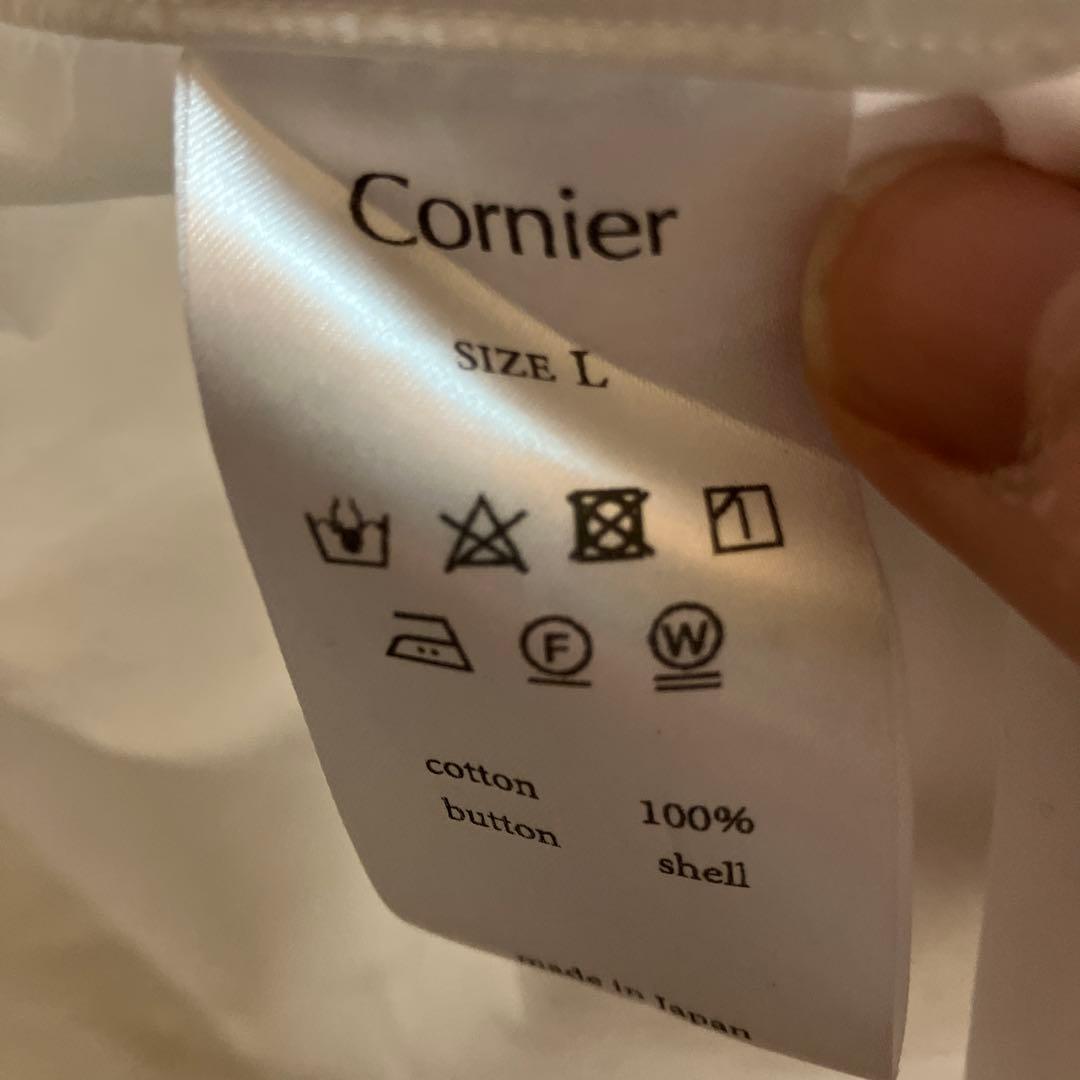 Cornier
SIZE L
F W
cotton 100%
button shell
made in Japan